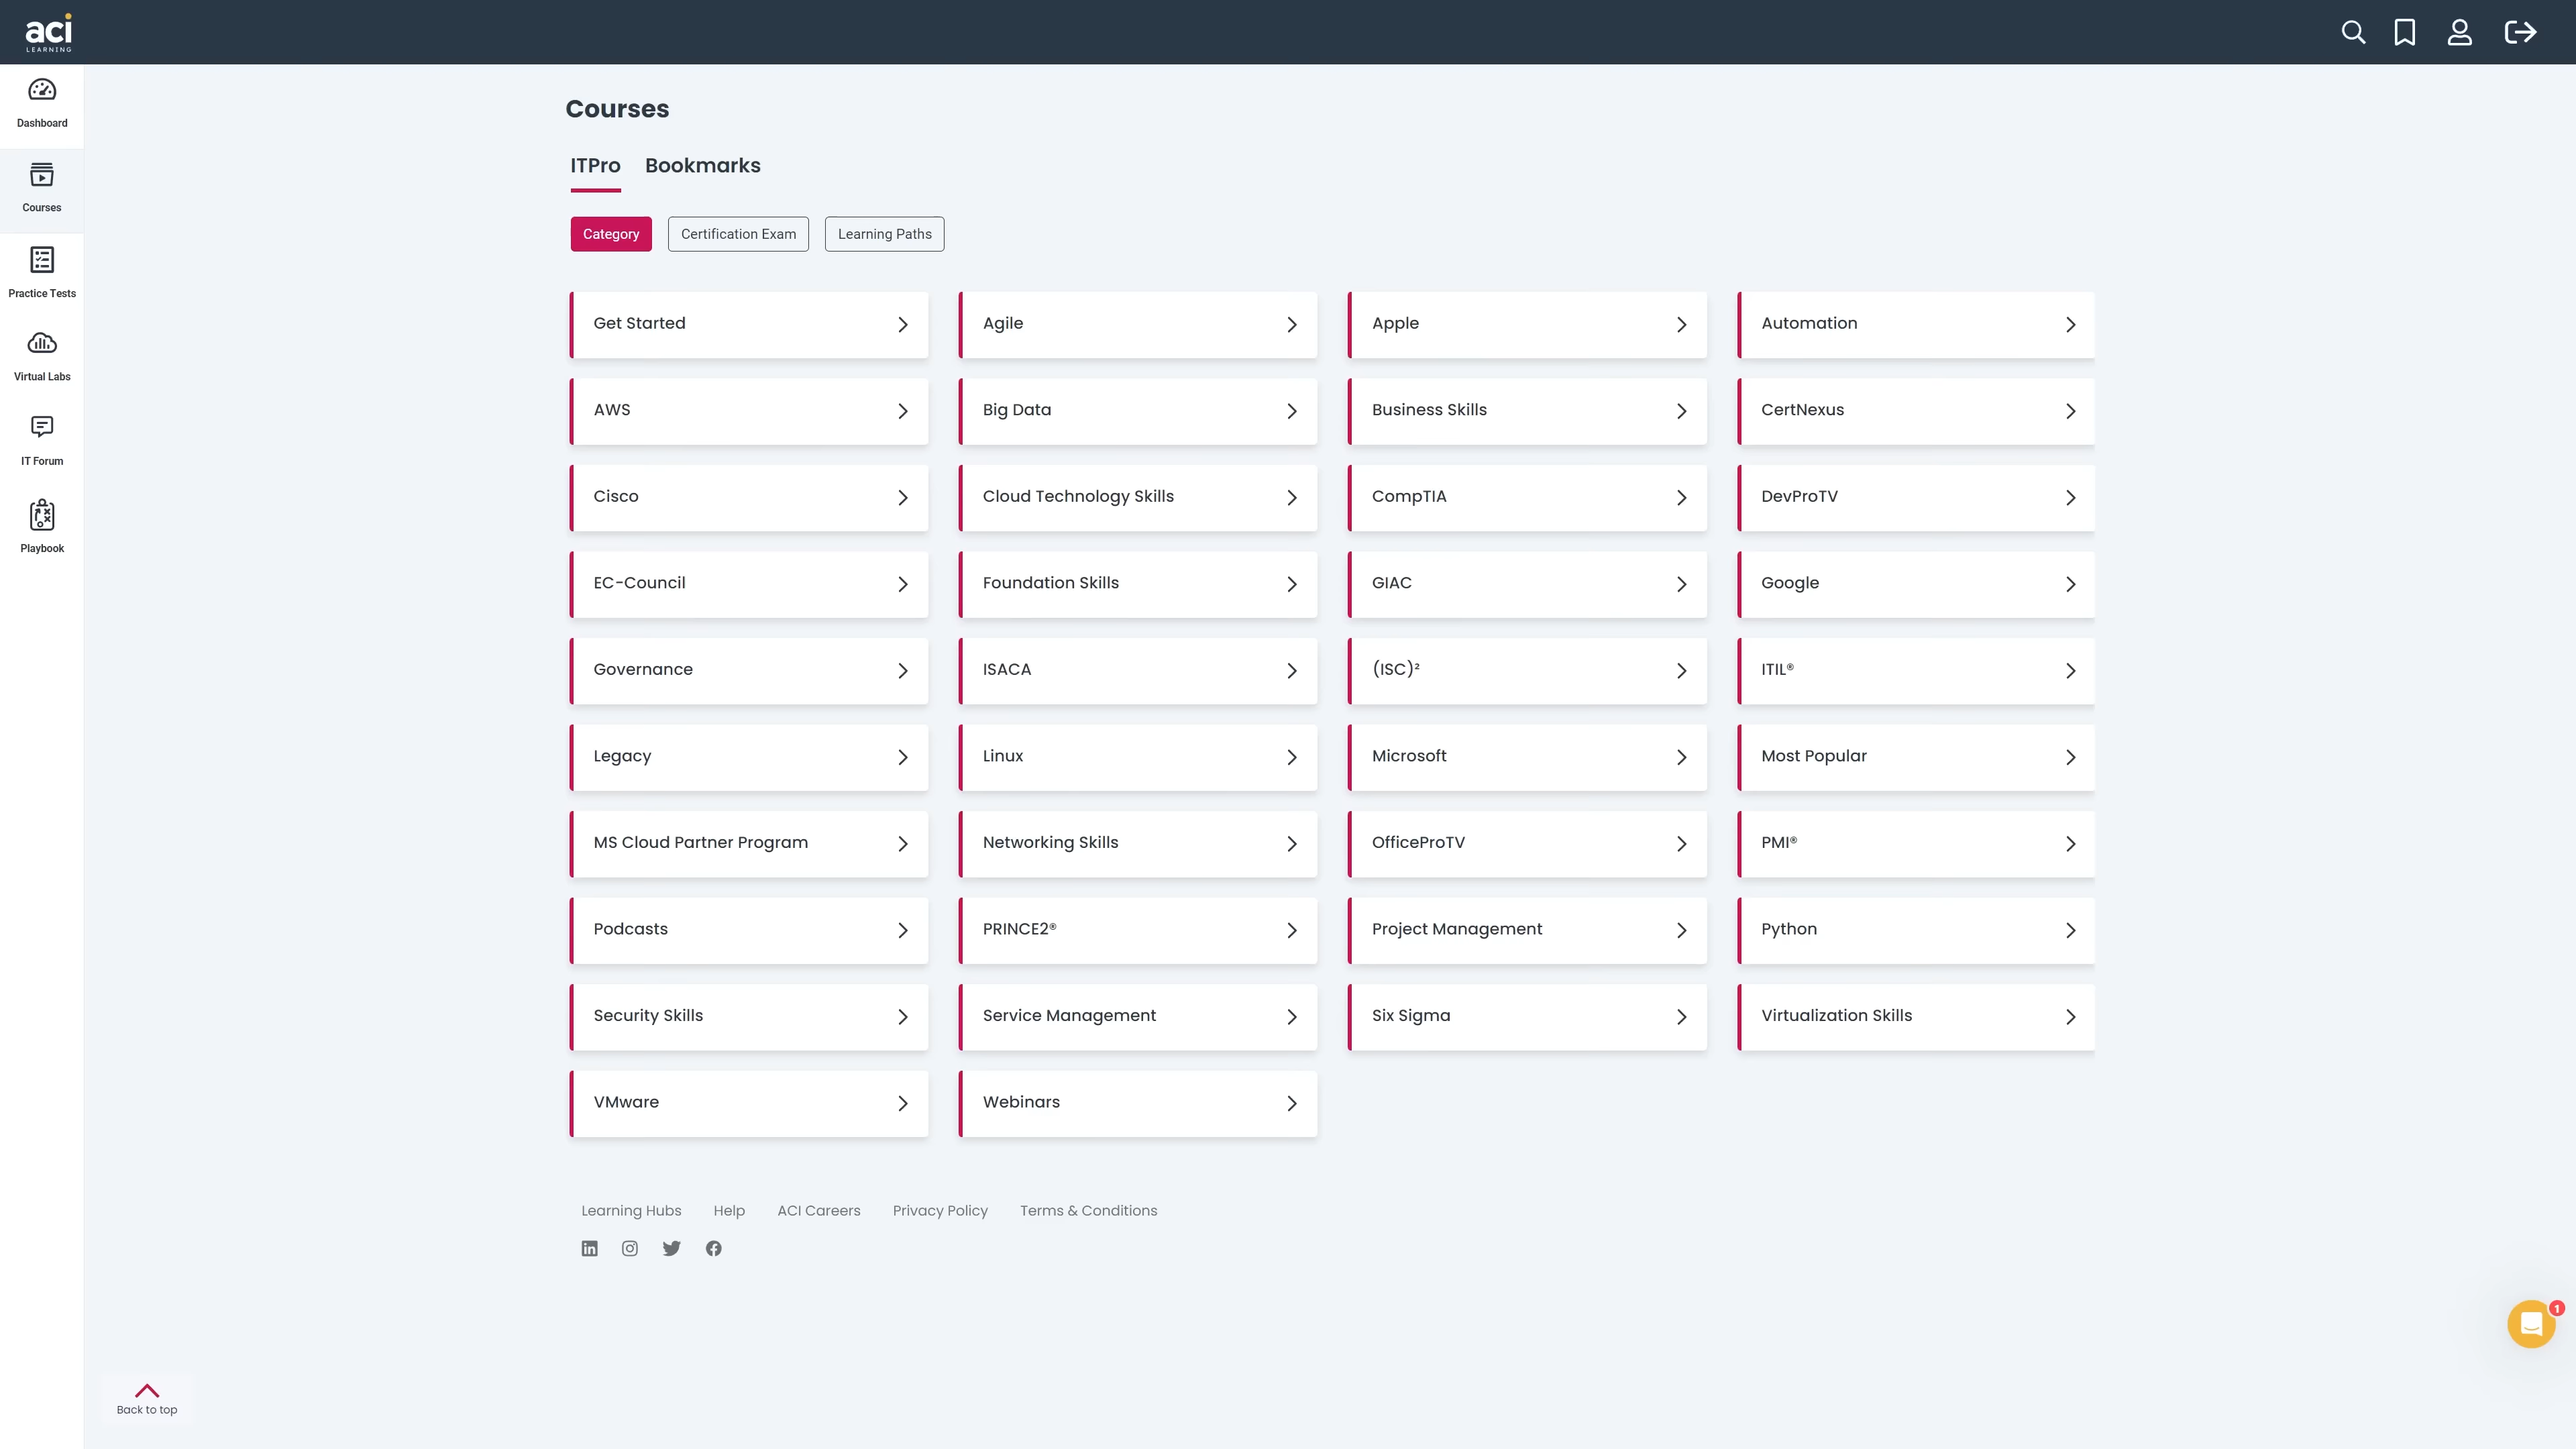 aci
LEARNING
Dashboard
Courses
Practice Tests
Virtual Labs
IT Forum
Playbook
Courses
ITPro Bookmarks
Category Certification Exam Learning Paths
Get Started Agile Apple Automation
AWS Big Data Business Skills CertNexus
Cisco Cloud Technology Skills CompTIA DevProTV
EC-Council Foundation Skills GIAC Google
Governance ISACA (ISC)² ITIL®
Legacy Linux Microsoft Most Popular
MS Cloud Partner Program Networking Skills OfficeProTV PMI®
Podcasts PRINCE2® Project Management Python
Security Skills Service Management Six Sigma Virtualization Skills
VMware Webinars
Learning Hubs Help ACI Careers Privacy Policy Terms & Conditions
1
Back to top